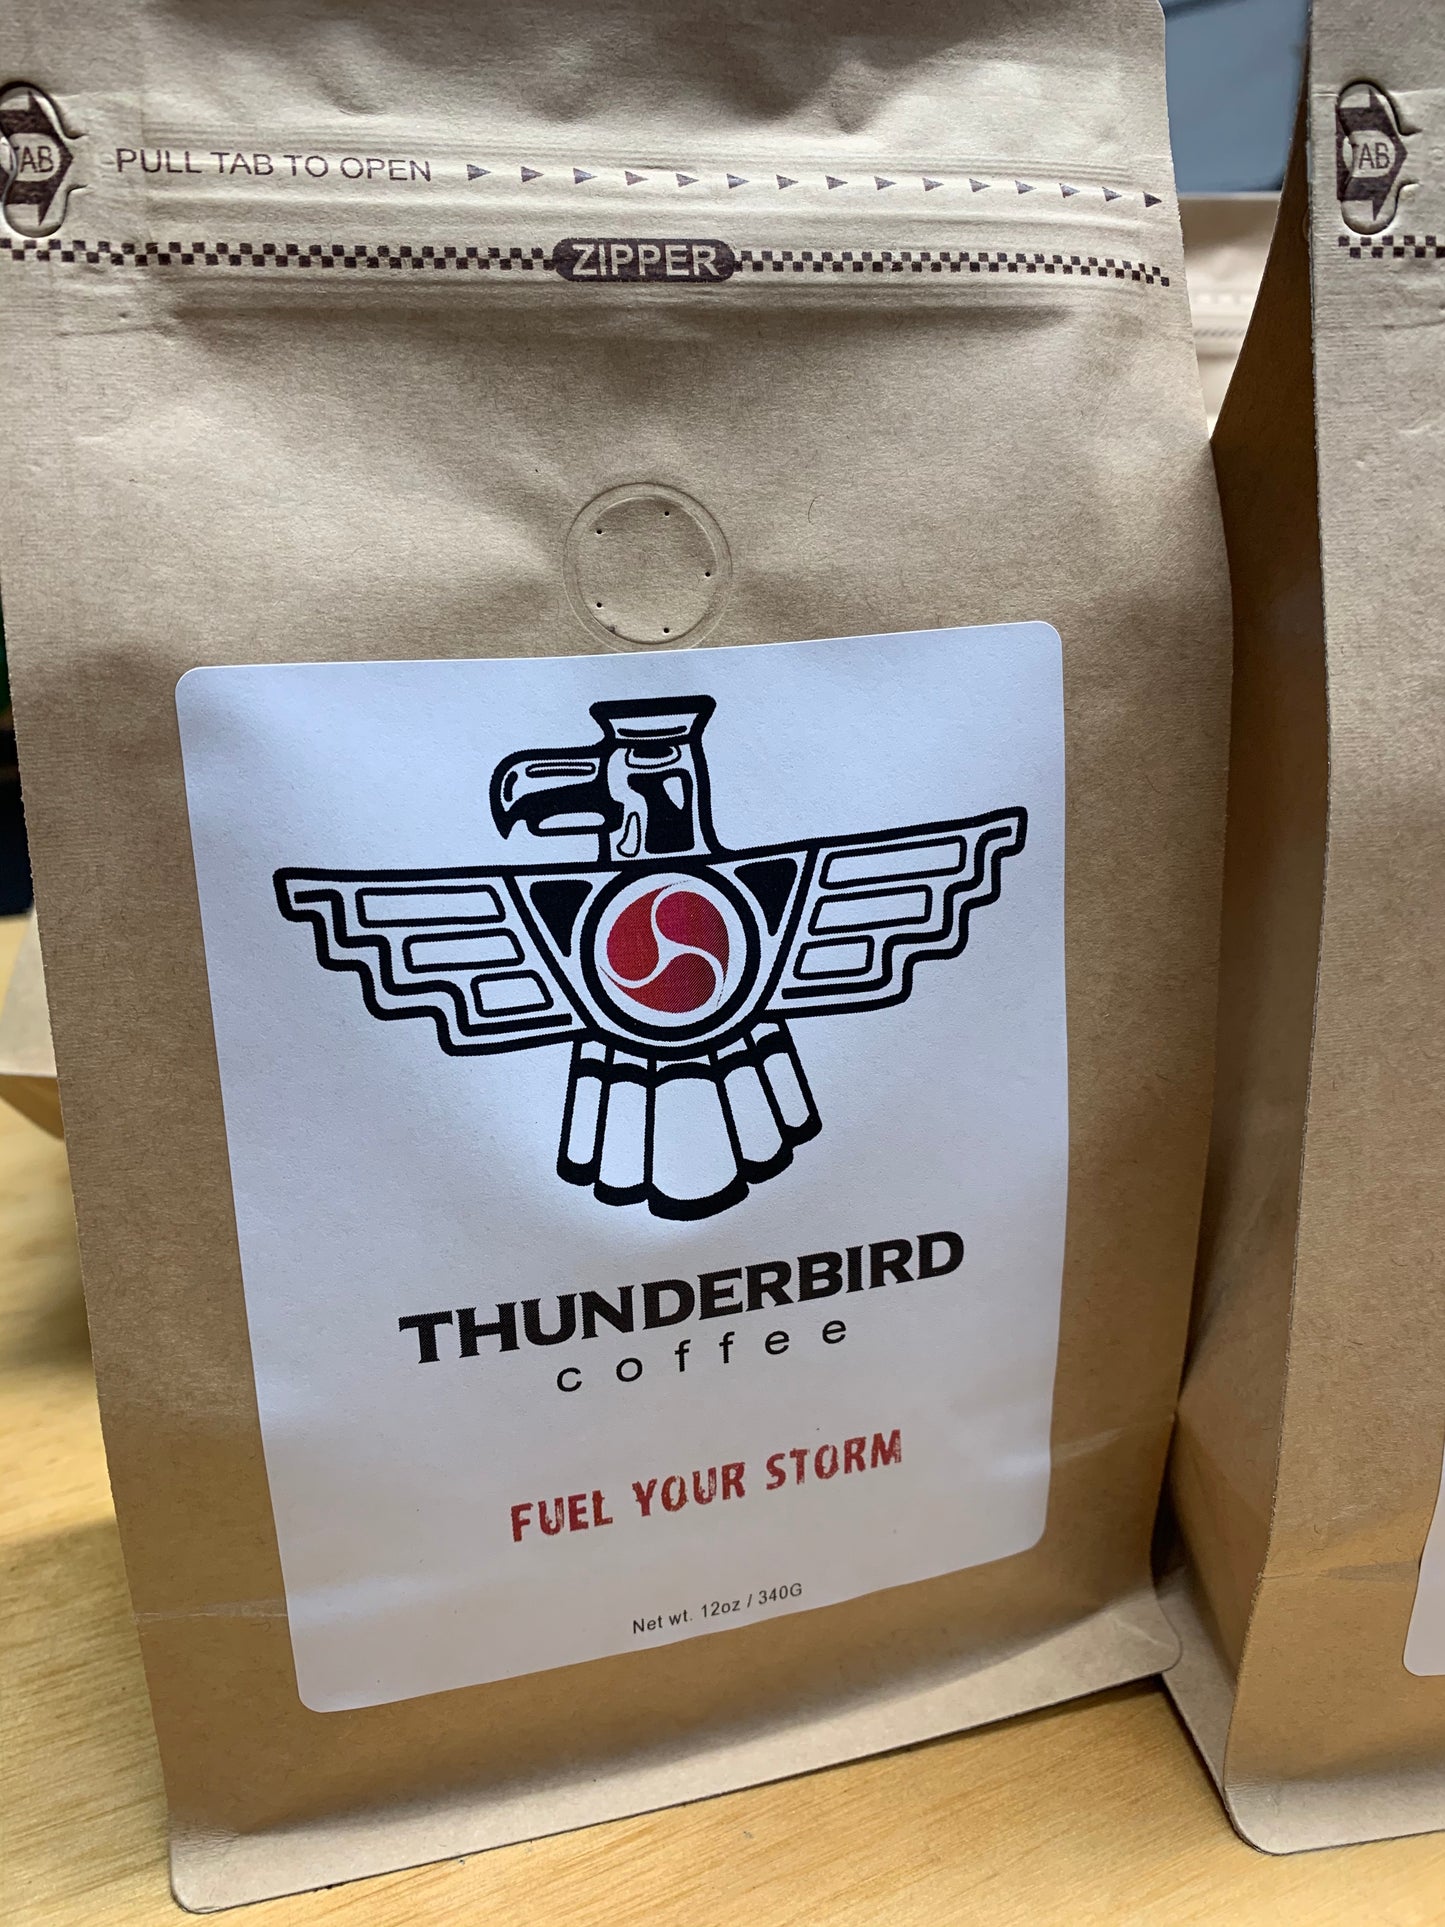 TAB
PULL TAB TO OPEN
ZIPPER
TAB
THUNDERBIRD
coffee
FUEL YOUR STORM
Net wt. 12oz / 340G